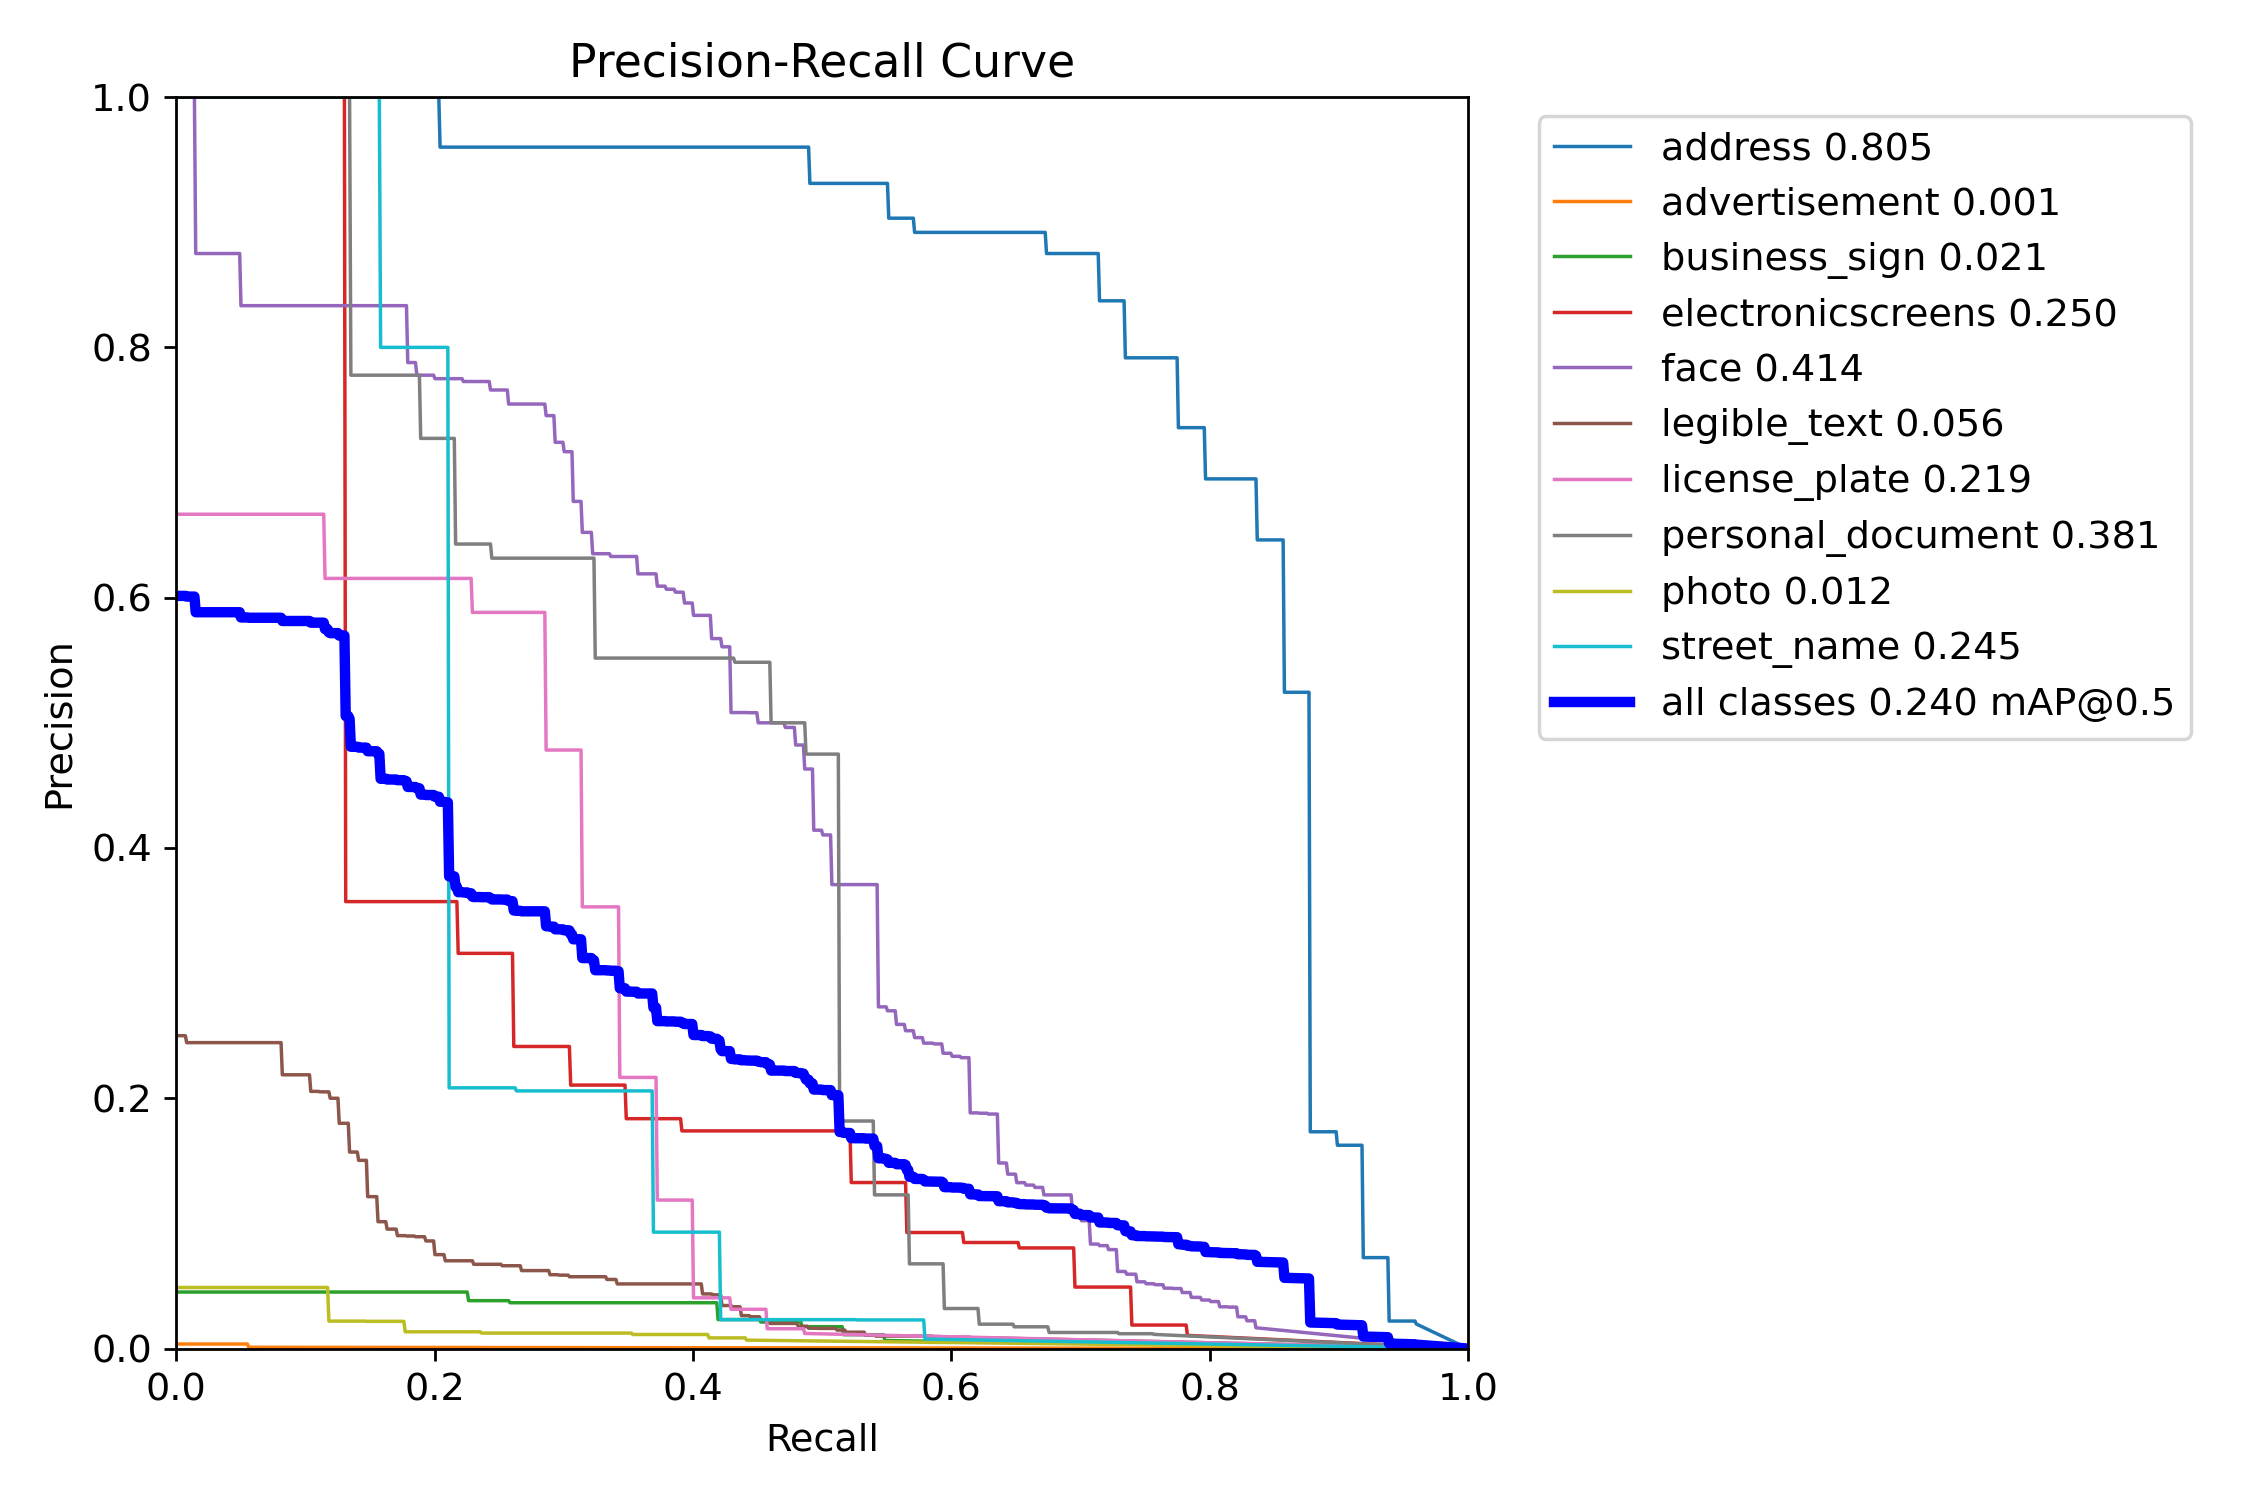 Precision-Recall Curve
1.0
0.8
0.6
0.4
0.2
0.0
Precision
0.0 0.2 0.4 0.6 0.8 1.0
Recall
address 0.805
advertisement 0.001
business_sign 0.021
electronicscreens 0.250
face 0.414
legible_text 0.056
license_plate 0.219
personal_document 0.381
photo 0.012
street_name 0.245
all classes 0.240 mAP@0.5